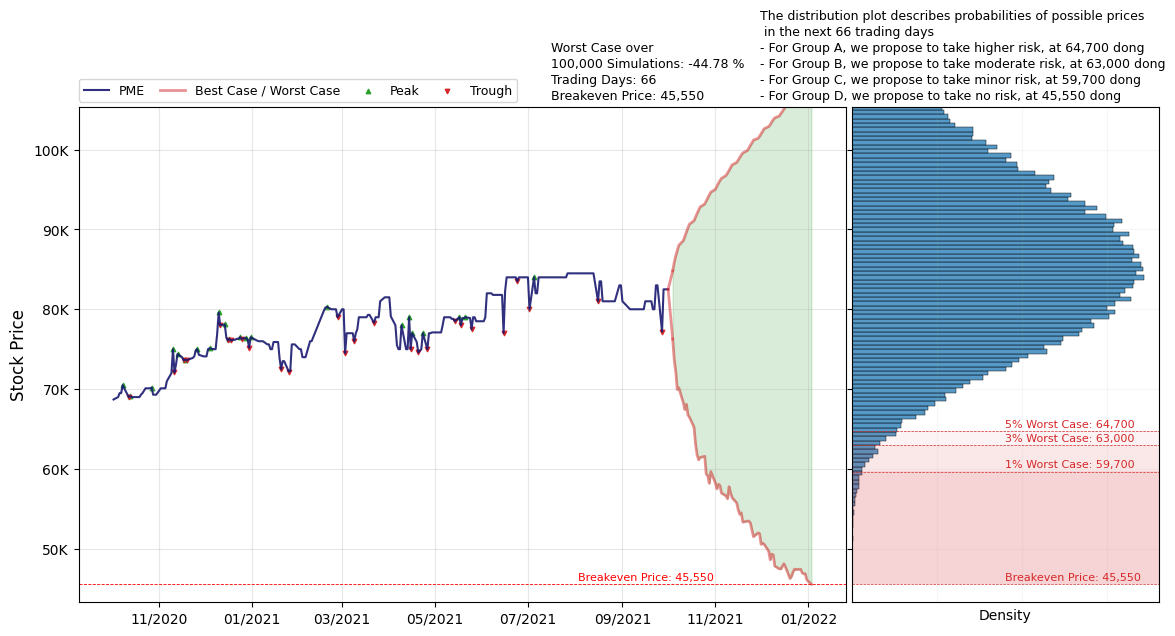 The distribution plot describes probabilities of possible prices
in the next 66 trading days
- For Group A, we propose to take higher risk, at 64,700 dong
- For Group B, we propose to take moderate risk, at 63,000 dong
- For Group C, we propose to take minor risk, at 59,700 dong
- For Group D, we propose to take no risk, at 45,550 dong
Worst Case over
100,000 Simulations: -44.78 %
Trading Days: 66
Breakeven Price: 45,550
PME
Best Case / Worst Case
Peak
Trough
Stock Price
100K
90K
80K
70K
60K
50K
Breakeven Price: 45,550
11/2020
01/2021
03/2021
05/2021
07/2021
09/2021
11/2021
01/2022
5% Worst Case: 64,700
3% Worst Case: 63,000
1% Worst Case: 59,700
Breakeven Price: 45,550
Density